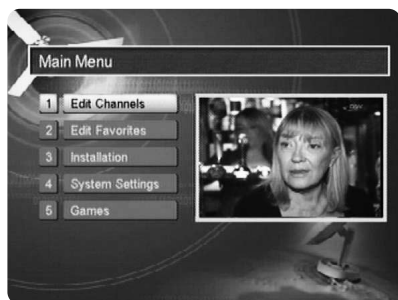 Main Menu
1 Edit Channels
2 Edit Favorites
3 Installation
4 System Settings
5 Games